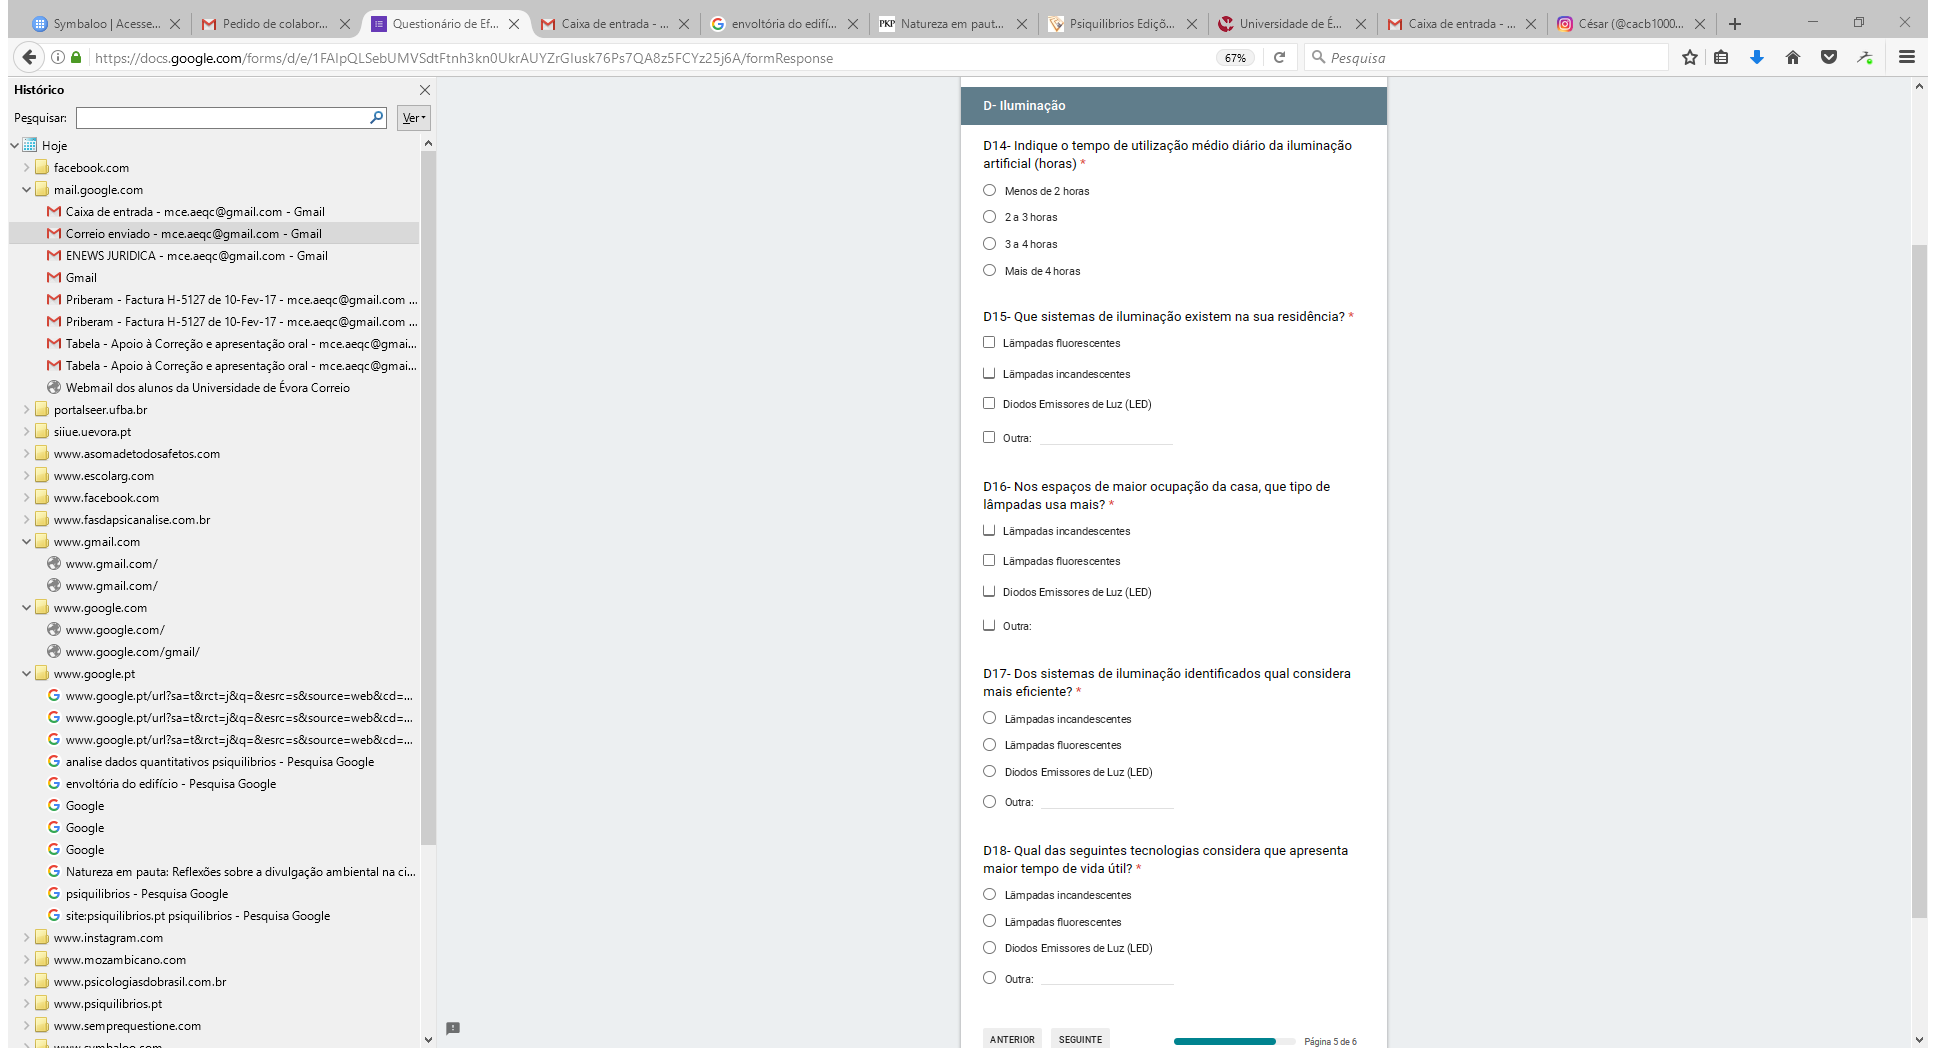 Symbaloo | Acesse...
Pedido de colabor...
Questionário de Ef...
Caixa de entrada - ...
envoltória do edifí...
PKP Natureza em paut...
Psiquilibrios Ediçõ...
Universidade de É...
Caixa de entrada - ...
César (@cacb1000...
https://docs.google.com/forms/d/e/1FAIpQLSebUMVSdtFtnh3kn0UkrAUYZrGIusk76Ps7QA8z5FCYz25j6A/formResponse
67%
Pesquisa
Histórico
Pesquisar:
Ver
Hoje
facebook.com
mail.google.com
Caixa de entrada - mce.aeqc@gmail.com - Gmail
Correio enviado - mce.aeqc@gmail.com - Gmail
ENEWS JURIDICA - mce.aeqc@gmail.com - Gmail
Gmail
Priberam - Factura H-5127 de 10-Fev-17 - mce.aeqc@gmail.com ...
Priberam - Factura H-5127 de 10-Fev-17 - mce.aeqc@gmail.com ...
Tabela - Apoio à Correção e apresentação oral - mce.aeqc@gmai...
Tabela - Apoio à Correção e apresentação oral - mce.aeqc@gmai...
Webmail dos alunos da Universidade de Évora Correio
portalseer.ufba.br
siiue.uevora.pt
www.asomadetodosafetos.com
www.escolarg.com
www.facebook.com
www.fasdapsicanalise.com.br
www.gmail.com
www.gmail.com/
www.gmail.com/
www.google.com
www.google.com/
www.google.com/gmail/
www.google.pt
www.google.pt/url?sa=t&rct=j&q=&esrc=s&source=web&cd=...
www.google.pt/url?sa=t&rct=j&q=&esrc=s&source=web&cd=...
www.google.pt/url?sa=t&rct=j&q=&esrc=s&source=web&cd=...
analise dados quantitativos psiquilibrios - Pesquisa Google
envoltória do edifício - Pesquisa Google
Google
Google
Google
Natureza em pauta: Reflexões sobre a divulgação ambiental na ci...
psiquilibrios - Pesquisa Google
site:psiquilibrios.pt psiquilibrios - Pesquisa Google
www.instagram.com
www.mozambicano.com
www.psicologiasdobrasil.com.br
www.psiquilibrios.pt
www.semprequestione.com
www.symbaloo.com
D- Iluminação
D14- Indique o tempo de utilização médio diário da iluminação
artificial (horas) *
Menos de 2 horas
2 a 3 horas
3 a 4 horas
Mais de 4 horas
D15- Que sistemas de iluminação existem na sua residência? *
Lâmpadas fluorescentes
Lâmpadas incandescentes
Diodos Emissores de Luz (LED)
Outra:
D16- Nos espaços de maior ocupação da casa, que tipo de
lâmpadas usa mais? *
Lâmpadas incandescentes
Lâmpadas fluorescentes
Diodos Emissores de Luz (LED)
Outra:
D17- Dos sistemas de iluminação identificados qual considera
mais eficiente? *
Lâmpadas incandescentes
Lâmpadas fluorescentes
Diodos Emissores de Luz (LED)
Outra:
D18- Qual das seguintes tecnologias considera que apresenta
maior tempo de vida útil? *
Lâmpadas incandescentes
Lâmpadas fluorescentes
Diodos Emissores de Luz (LED)
Outra:
ANTERIOR
SEGUINTE
Página 5 de 6